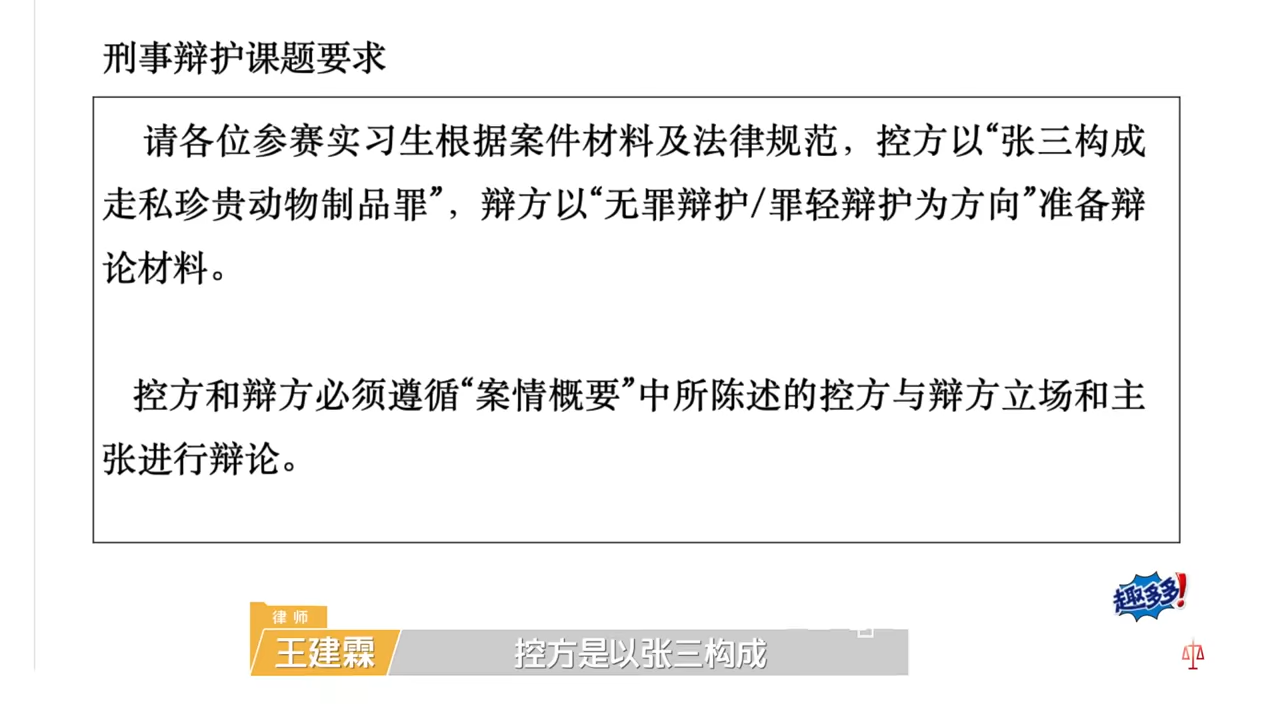 刑事辩护课题要求
请各位参赛实习生根据案件材料及法律规范，控方以“张三构成
走私珍贵动物制品罪”，辩方以“无罪辩护/罪轻辩护为方向”准备辩
论材料。
控方和辩方必须遵循“案情概要”中所陈述的控方与辩方立场和主
张进行辩论。
趣多多!
律师
王建霖
控方是以张三构成